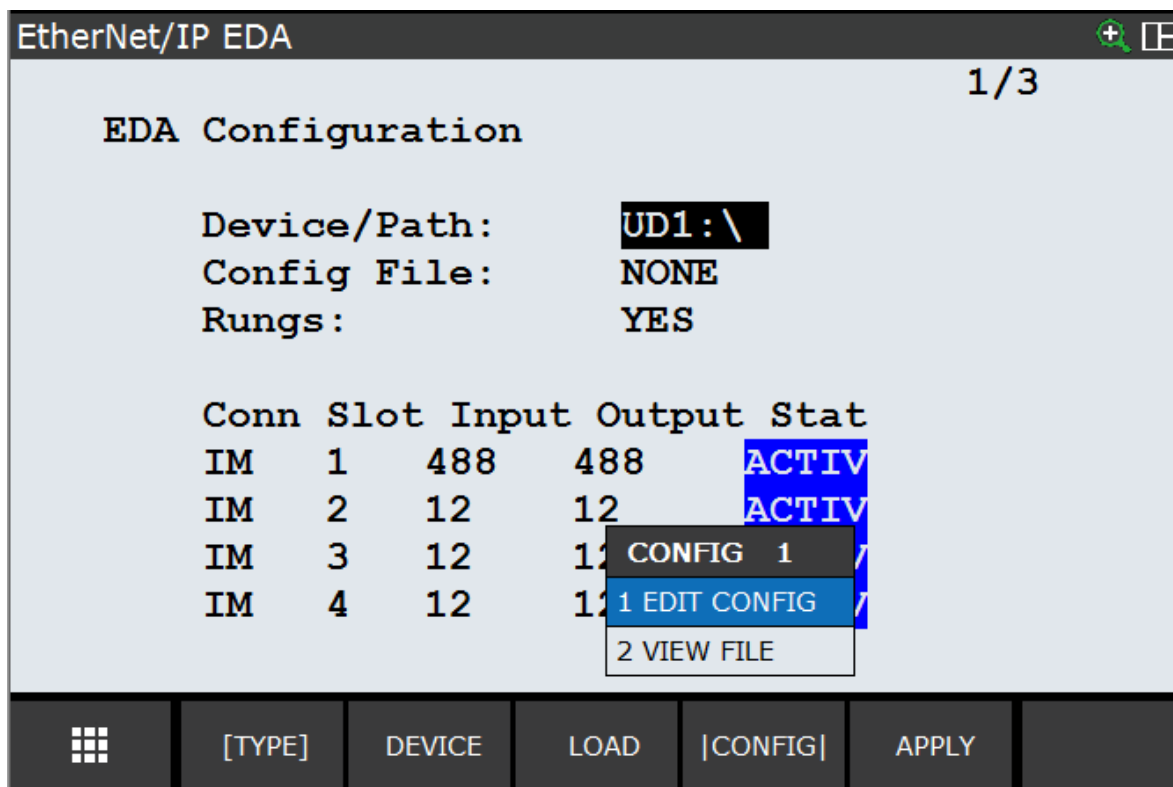 EtherNet/IP EDA
1/3
EDA Configuration
Device/Path: UD1:\
Config File: NONE
Rungs: YES
Conn Slot Input Output Stat
IM 1 488 488 ACTIV
IM 2 12 12 ACTIV
IM 3 12
IM 4 12
CONFIG 1
1 EDIT CONFIG
2 VIEW FILE
[TYPE] DEVICE LOAD |CONFIG| APPLY